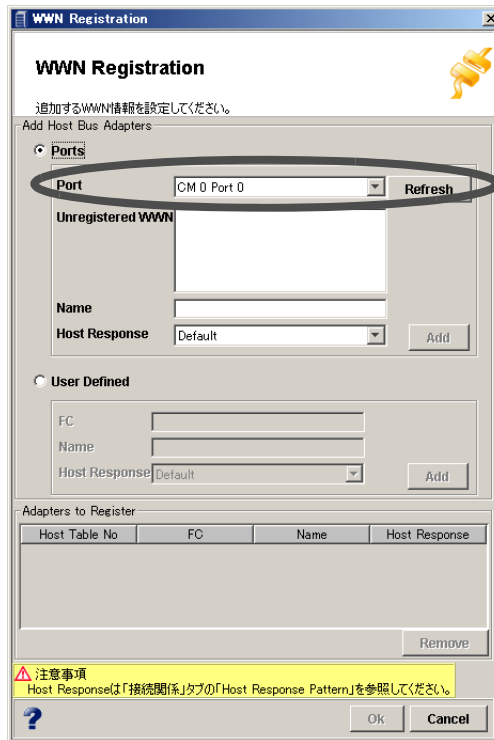 WWN Registration
WWN Registration
追加するWWN情報を設定してください。
Add Host Bus Adapters
Ports
Port CM 0 Port 0 Refresh
Unregistered WWN
Name
Host Response Default Add
User Defined
FC
Name
Host Response Default Add
Adapters to Register
Host Table No FC Name Host Response
Remove
注意事項
Host Responseは「接続関係」タブの「Host Response Pattern」を参照してください。
? Ok Cancel